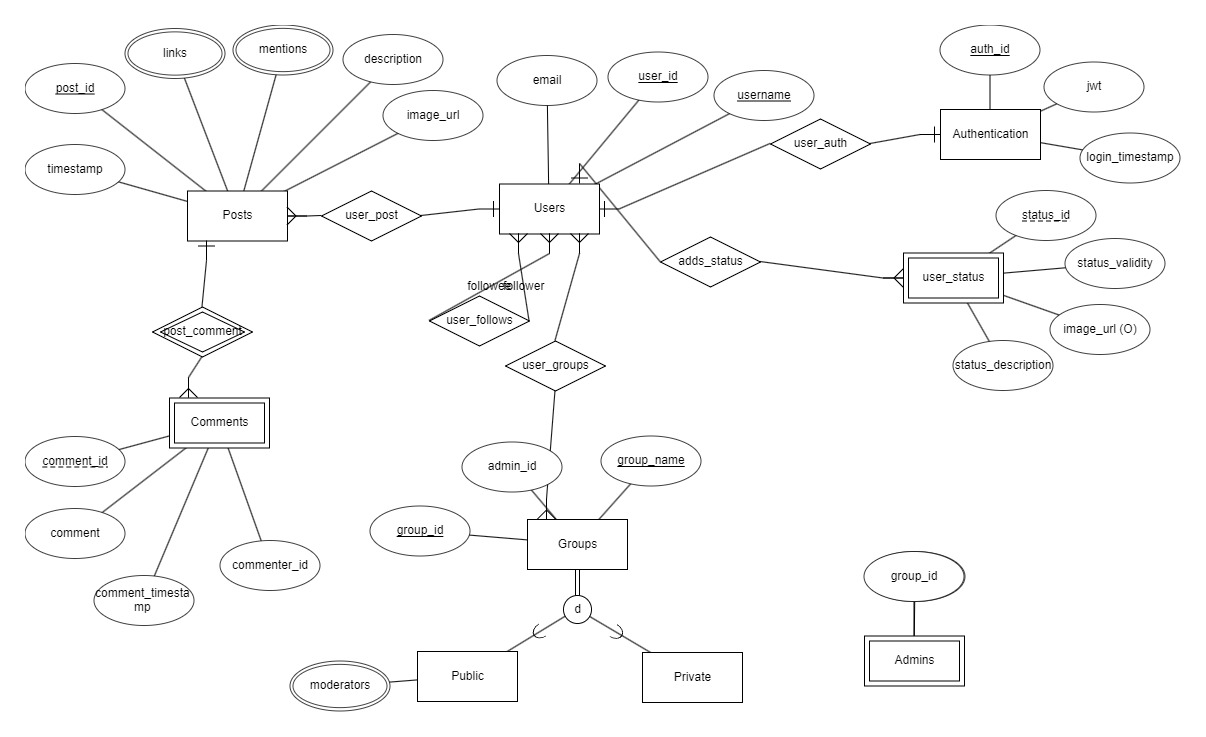 links
mentions
description
email
user_id
auth_id
post_id
image_url
username
jwt
timestamp
user_auth
Authentication
login_timestamp
Posts
user_post
Users
status_id
adds_status
user_status
status_validity
followee
follower
user_follows
image_url (O)
post_comment
user_groups
status_description
Comments
comment_id
admin_id
group_name
comment
group_id
Groups
commenter_id
comment_timesta
mp
d
group_id
moderators
Public
Private
Admins